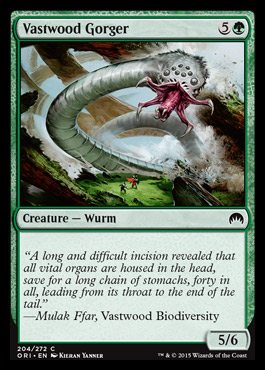 Vastwood Gorger 5
Creature — Wurm
“A long and difficult incision revealed that
all vital organs are housed in the head,
save for a long chain of stomachs, forty in
all, leading from its throat to the end of the
tail.”
—Mulak Ffar, Vastwood Biodiversity
5/6
204/272 C
ORI • EN KIERAN YANNER ™ & © 2015 Wizards of the Coast